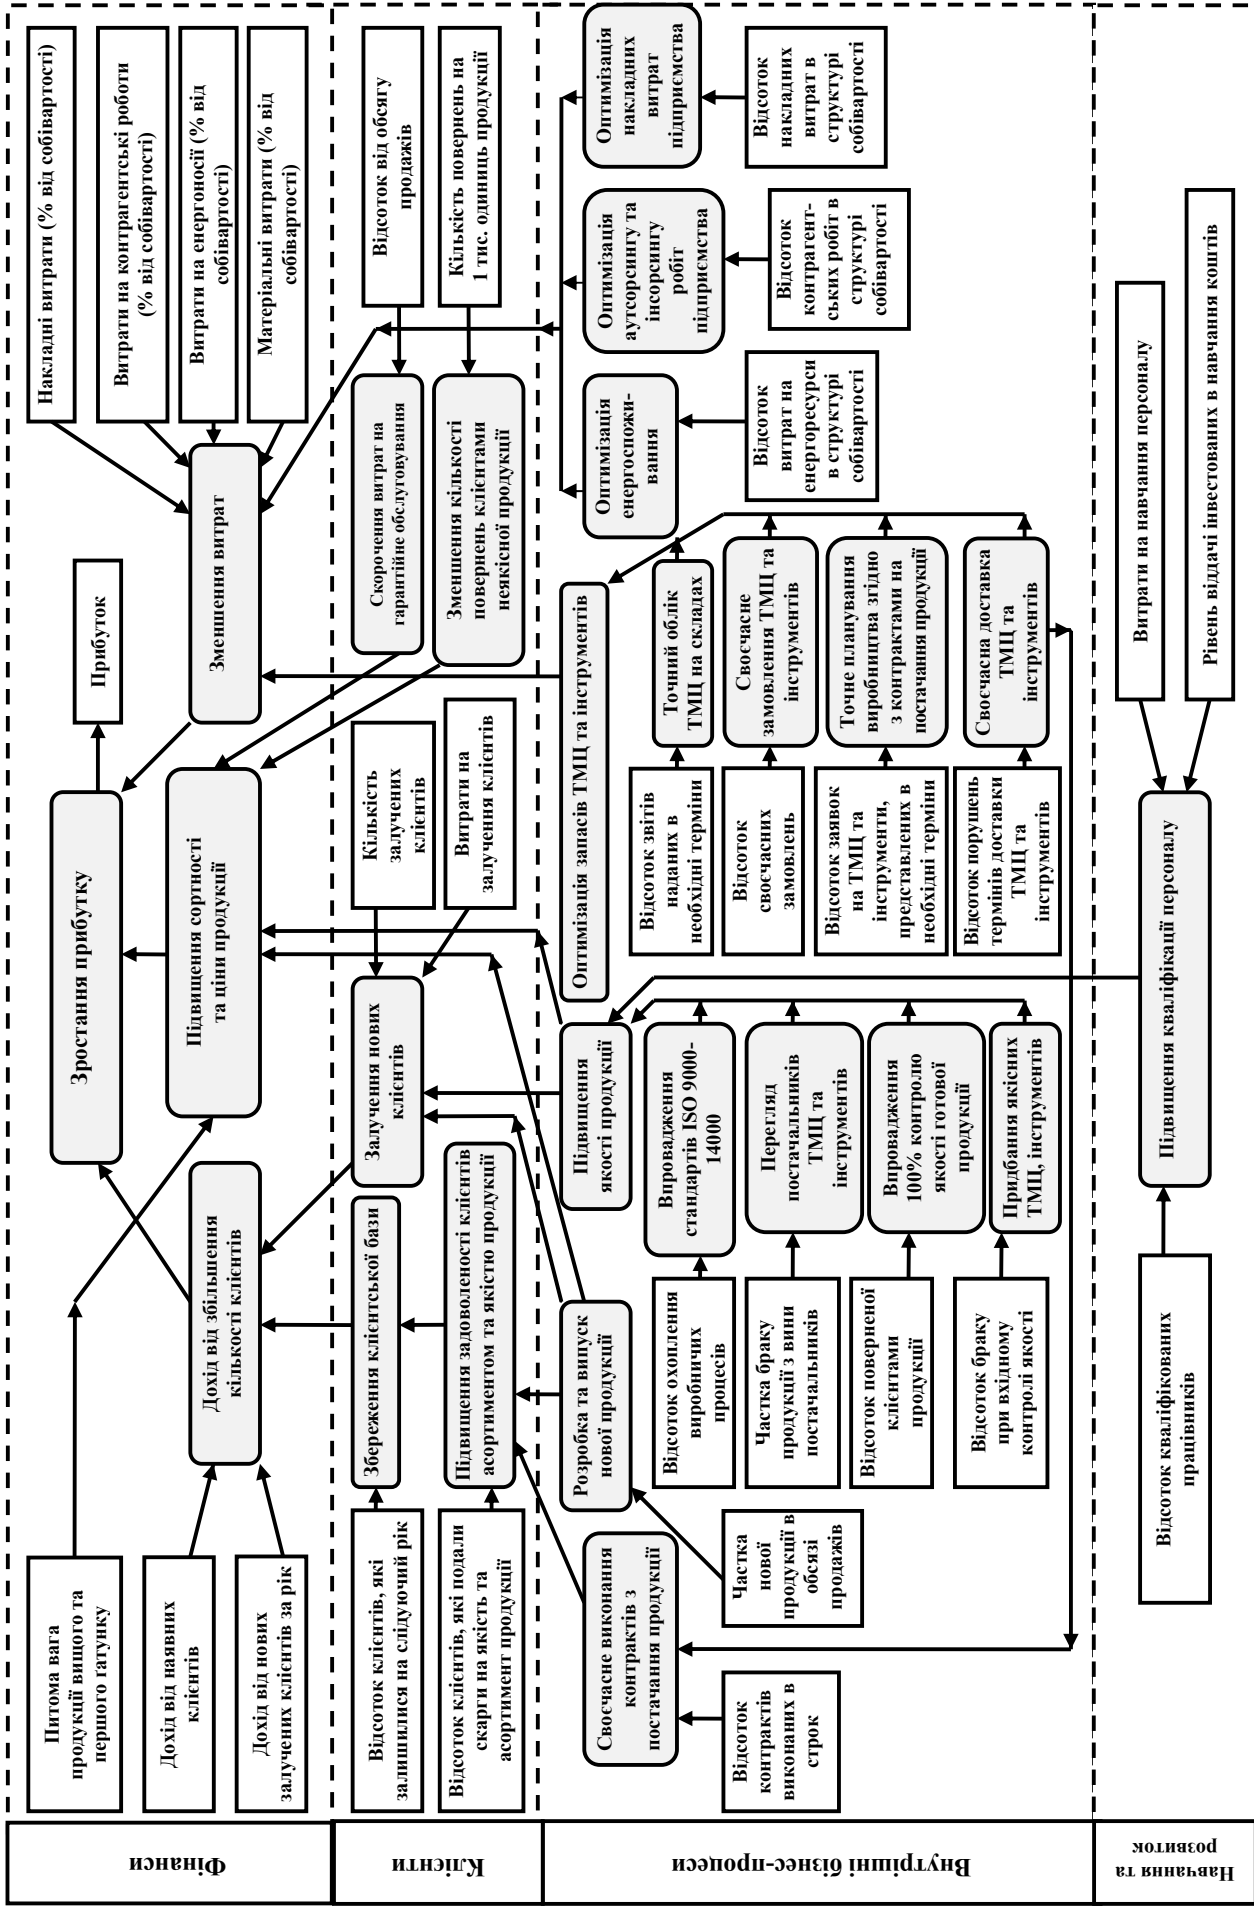 Фінанси
Питома вага
продукції вищого та
першого ґатунку
Дохід від наявних
клієнтів
Дохід від нових
залучених клієнтів за рік
Дохід від збільшення
кількості клієнтів
Зростання прибутку
Підвищення сортності
та ціни продукції
Прибуток
Зменшення витрат
Накладні витрати (% від собівартості)
Витрати на контрагентські роботи
(% від собівартості)
Витрати на енергоносії (% від
собівартості)
Матеріальні витрати (% від
собівартості)
Клієнти
Відсоток клієнтів, які
залишилися на слідуючий рік
Відсоток клієнтів, які подали
скарги на якість та
асортимент продукції
Збереження клієнтської бази
Підвищення задоволеності клієнтів
асортиментом та якістю продукції
Залучення нових
клієнтів
Кількість
залучених
клієнтів
Витрати на
залучення клієнтів
Скорочення витрат на
гарантійне обслуговування
Зменшення кількості
повернень клієнтами
неякісної продукції
Відсоток від обсягу
продажів
Кількість повернень на
1 тис. одиниць продукції
Внутрішні бізнес-процеси
Своєчасне виконання
контрактів з
постачання продукції
Відсоток
контрактів
виконаних в
строк
Розробка та випуск
нової продукції
Частка
нової
продукції в
обсязі
продажів
Підвищення
якості продукції
Впровадження
стандартів ISO 9000-
14000
Перегляд
постачальників
ТМЦ та
інструментів
Впровадження
100% контролю
якості готової
продукції
Придбання якісних
ТМЦ, інструментів
Відсоток охоплення
виробничих
процесів
Частка браку
продукції з вини
постачальників
Відсоток поверненої
клієнтами
продукції
Відсоток браку
при вхідному
контролі якості
Оптимізація запасів ТМЦ та інструментів
Точний облік
ТМЦ на складах
Своєчасне
замовлення ТМЦ та
інструментів
Точне планування
виробництва згідно
з контрактами на
постачання продукції
Своєчасна доставка
ТМЦ та
інструментів
Відсоток звітів
наданих в
необхідні терміни
Відсоток
своєчасних
замовлень
Відсоток заявок
на ТМЦ та
інструменти,
представлених в
необхідні терміни
Відсоток порушень
термінів доставки
ТМЦ та
інструментів
Оптимізація
енергоспожи-
вання
Відсоток
витрат на
енергоресурси
в структурі
собівартості
Оптимізація
аутсорсингу та
інсорсингу
робіт
підприємства
Відсоток
контрагент-
ських робіт в
структурі
собівартості
Оптимізація
накладних
витрат
підприємства
Відсоток
накладних
витрат в
структурі
собівартості
Навчання та
розвиток
Відсоток кваліфікованих
працівників
Підвищення кваліфікації персоналу
Витрати на навчання персоналу
Рівень віддачі інвестованих в навчання коштів